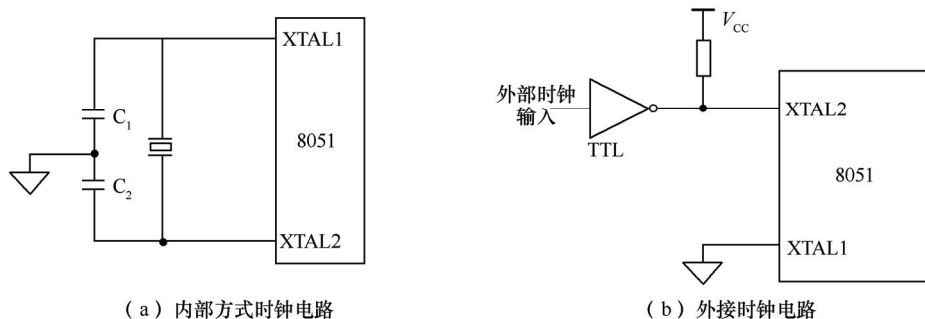 XTAL1
C1
8051
C2
XTAL2
（a）内部方式时钟电路
VCC
外部时钟
输入
TTL
XTAL2
8051
XTAL1
（b）外接时钟电路